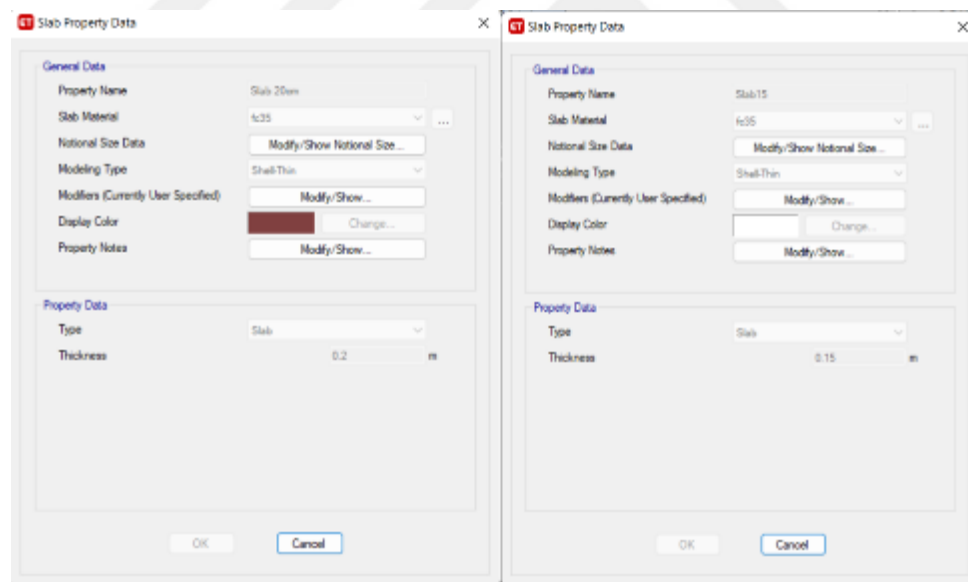 ET Slab Property Data ×
General Data
Property Name Slab 20cm
Slab Material fc35 ...
Notional Size Data Modify/Show Notional Size...
Modeling Type Shell-Thin
Modifiers (Currently User Specified) Modify/Show...
Display Color Change...
Property Notes Modify/Show...
Property Data
Type Slab
Thickness 0.2 m
OK Cancel
ET Slab Property Data ×
General Data
Property Name Slab15
Slab Material fc35 ...
Notional Size Data Modify/Show Notional Size...
Modeling Type Shell-Thin
Modifiers (Currently User Specified) Modify/Show...
Display Color Change...
Property Notes Modify/Show...
Property Data
Type Slab
Thickness 0.15 m
OK Cancel